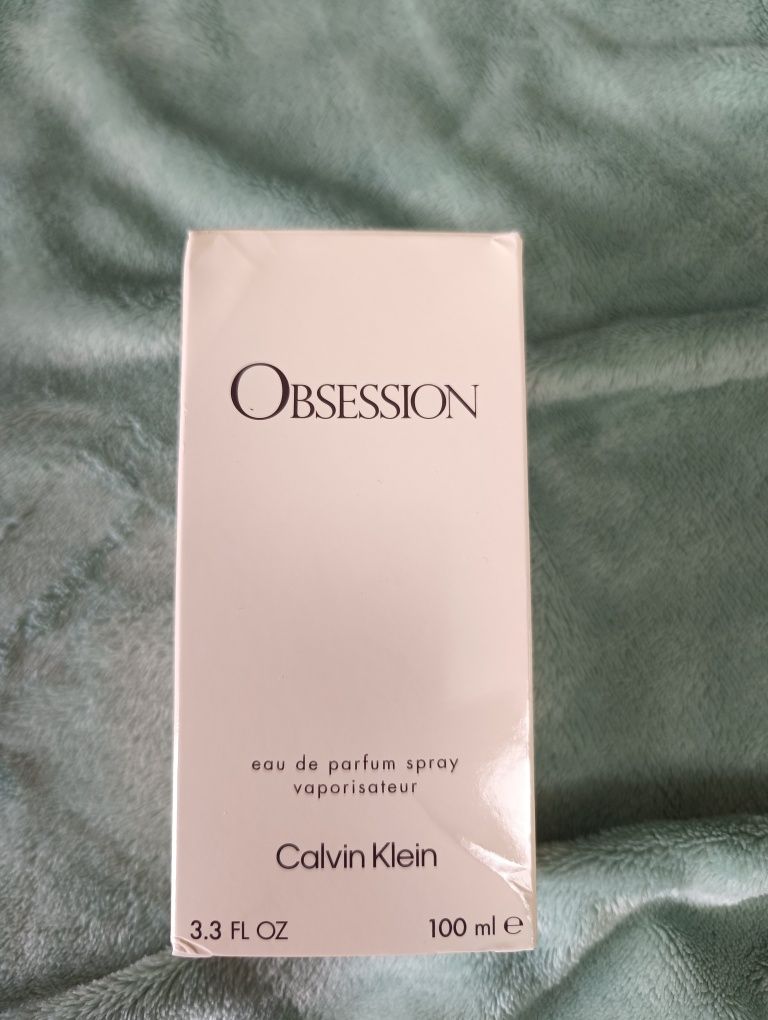 OBSESSION
eau de parfum spray
vaporisateur
Calvin Klein
3.3 FL OZ 100 ml ℮